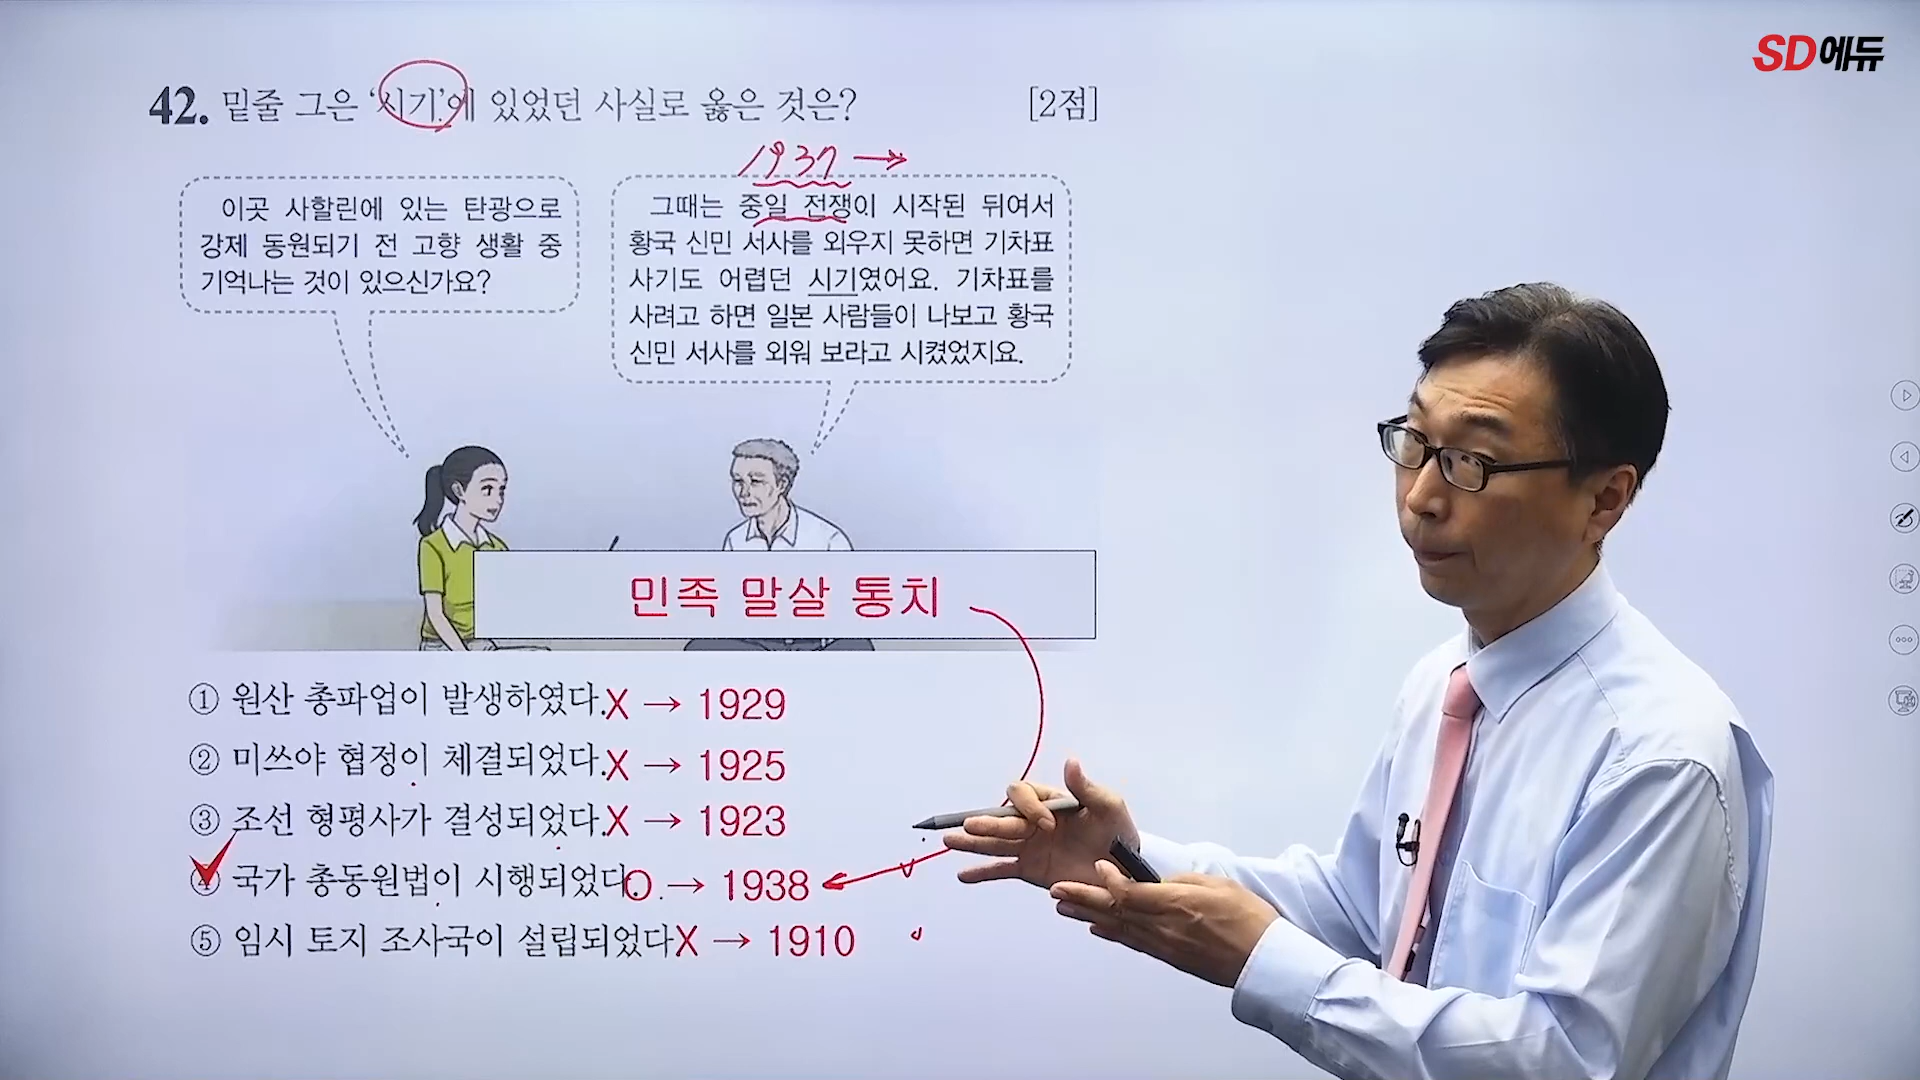 SD에듀
42. 밑줄 그은 '시기'에 있었던 사실로 옳은 것은? [2점]
1937 →
이곳 사할린에 있는 탄광으로
강제 동원되기 전 고향 생활 중
기억나는 것이 있으신가요?
그때는 중일 전쟁이 시작된 뒤여서
황국 신민 서사를 외우지 못하면 기차표
사기도 어렵던 시기였어요. 기차표를
사려고 하면 일본 사람들이 나보고 황국
신민 서사를 외워 보라고 시켰었지요.
민족 말살 통치
① 원산 총파업이 발생하였다. X → 1929
② 미쓰야 협정이 체결되었다. X → 1925
③ 조선 형평사가 결성되었다. X → 1923
④ 국가 총동원법이 시행되었다. O → 1938
⑤ 임시 토지 조사국이 설립되었다. X → 1910